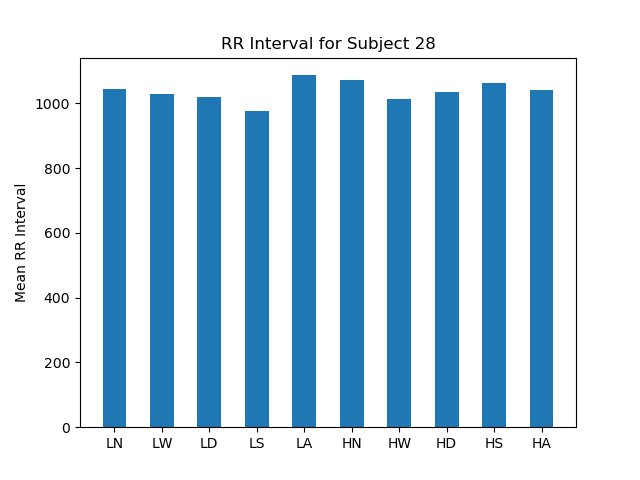 RR Interval for Subject 28
Mean RR Interval
1000
800
600
400
200
0
LN LW LD LS LA HN HW HD HS HA